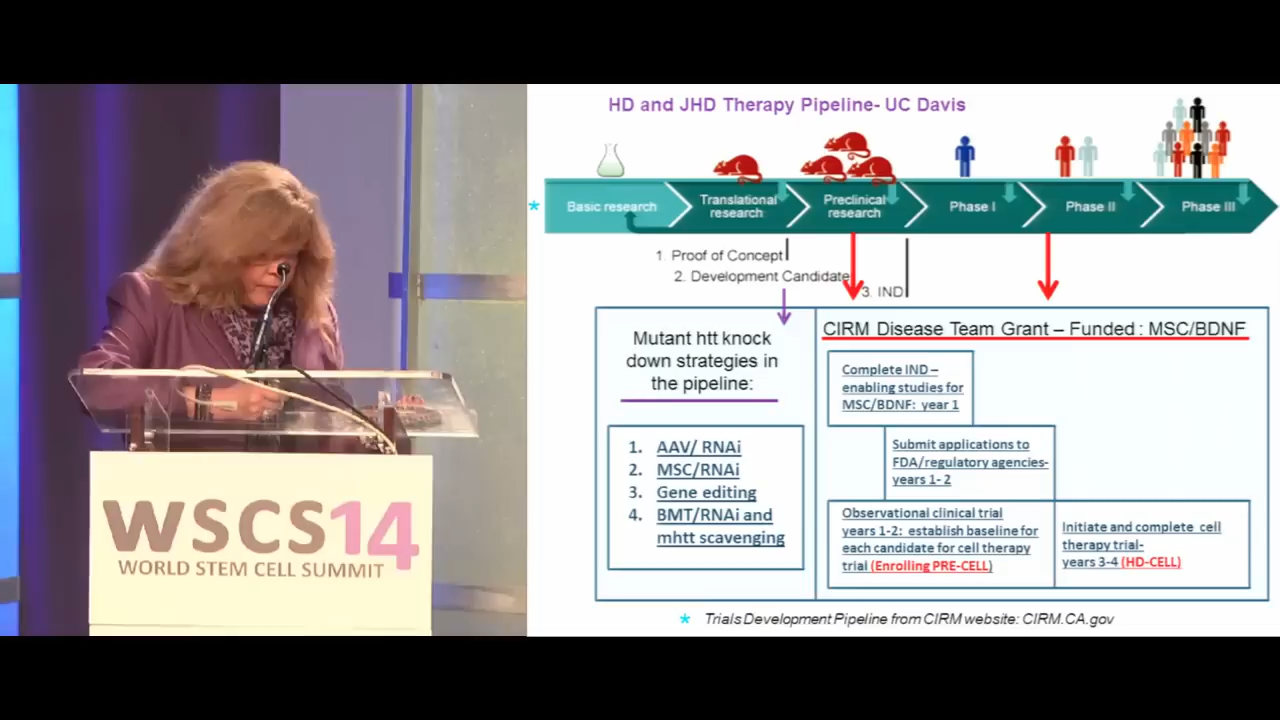 HD and JHD Therapy Pipeline- UC Davis
*
Basic research
Translational
research
Preclinical
research
Phase I
Phase II
Phase III
1. Proof of Concept
2. Development Candidate
3. IND
Mutant htt knock
down strategies in
the pipeline:
1. AAV/ RNAi
2. MSC/RNAi
3. Gene editing
4. BMT/RNAi and
mhtt scavenging
CIRM Disease Team Grant – Funded : MSC/BDNF
Complete IND –
enabling studies for
MSC/BDNF: year 1
Submit applications to
FDA/regulatory agencies-
years 1- 2
Observational clinical trial
years 1-2: establish baseline for
each candidate for cell therapy
trial (Enrolling PRE-CELL)
Initiate and complete cell
therapy trial-
years 3-4 (HD-CELL)
* Trials Development Pipeline from CIRM website: CIRM.CA.gov
WSCS14
WORLD STEM CELL SUMMIT